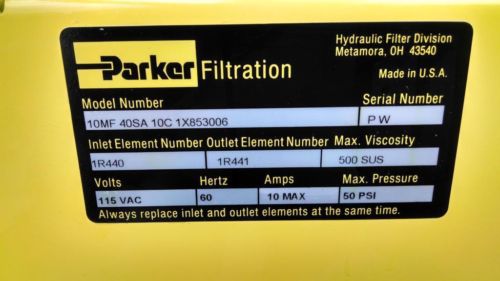 Parker Filtration
Hydraulic Filter Division
Metamora, OH 43540
Made in U.S.A.
Model Number Serial Number
10MF 40SA 10C 1X853006 P W
Inlet Element Number Outlet Element Number Max. Viscosity
1R440 1R441 500 SUS
Volts Hertz Amps Max. Pressure
115 VAC 60 10 MAX 50 PSI
Always replace inlet and outlet elements at the same time.